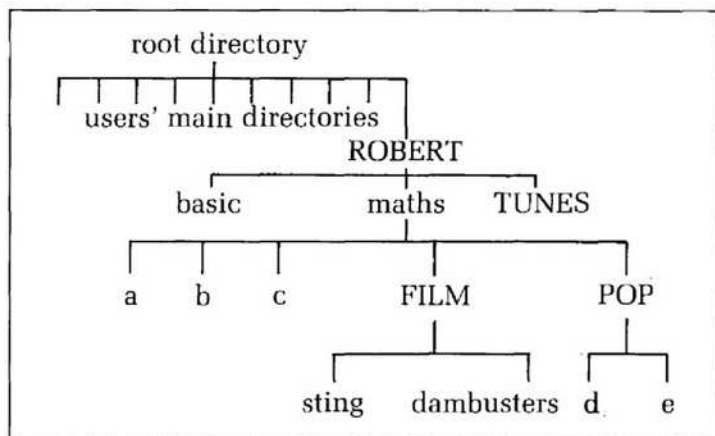 root directory
users' main directories
ROBERT
basic maths TUNES
a b c FILM POP
sting dambusters d e